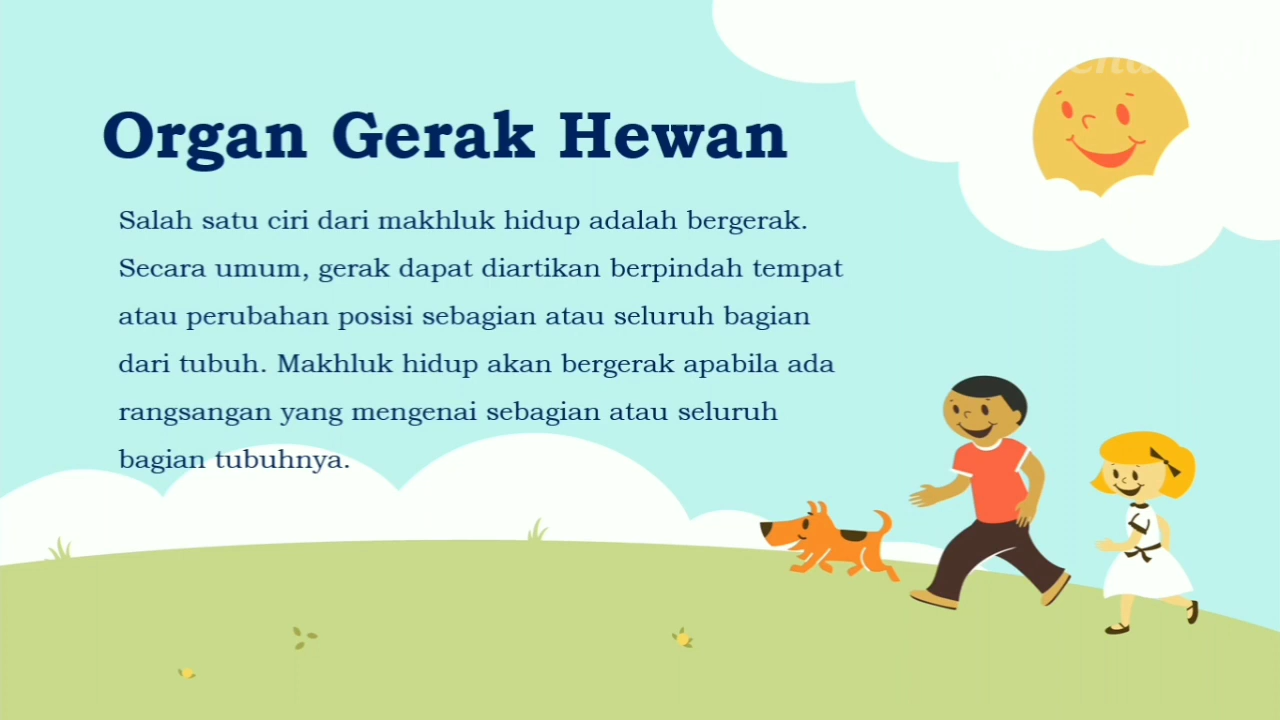 Organ Gerak Hewan
Salah satu ciri dari makhluk hidup adalah bergerak.
Secara umum, gerak dapat diartikan berpindah tempat
atau perubahan posisi sebagian atau seluruh bagian
dari tubuh. Makhluk hidup akan bergerak apabila ada
rangsangan yang mengenai sebagian atau seluruh
bagian tubuhnya.